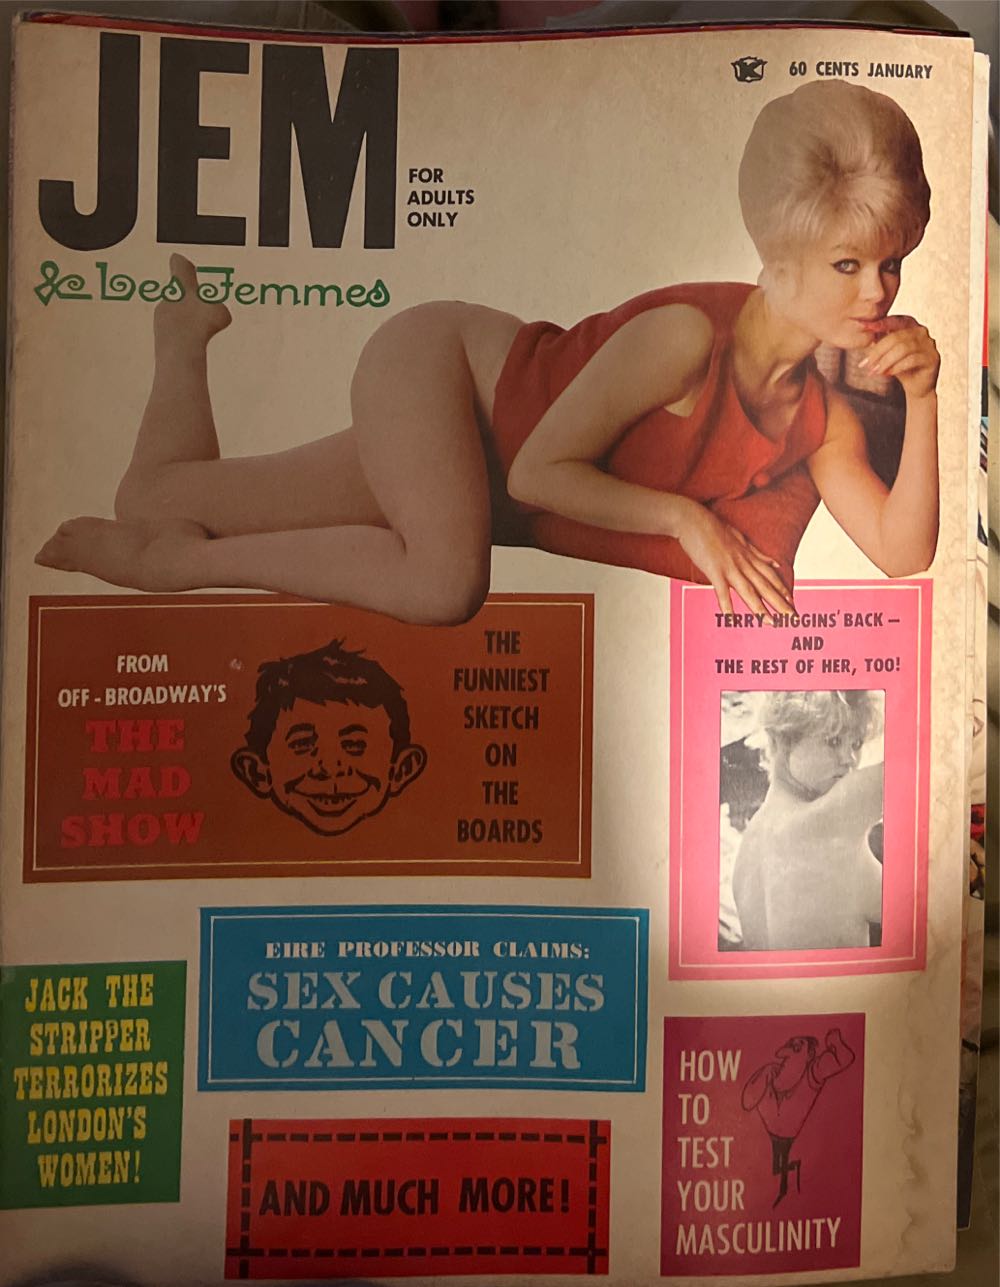 JEM
FOR
ADULTS
ONLY
K
60 CENTS JANUARY
& Les Femmes
FROM
OFF-BROADWAY'S
THE
MAD
SHOW
THE
FUNNIEST
SKETCH
ON
THE
BOARDS
TERRY HIGGINS' BACK —
AND
THE REST OF HER, TOO!
EIRE PROFESSOR CLAIMS:
SEX CAUSES
CANCER
JACK THE
STRIPPER
TERRORIZES
LONDON'S
WOMEN!
HOW
TO
TEST
YOUR
MASCULINITY
AND MUCH MORE!